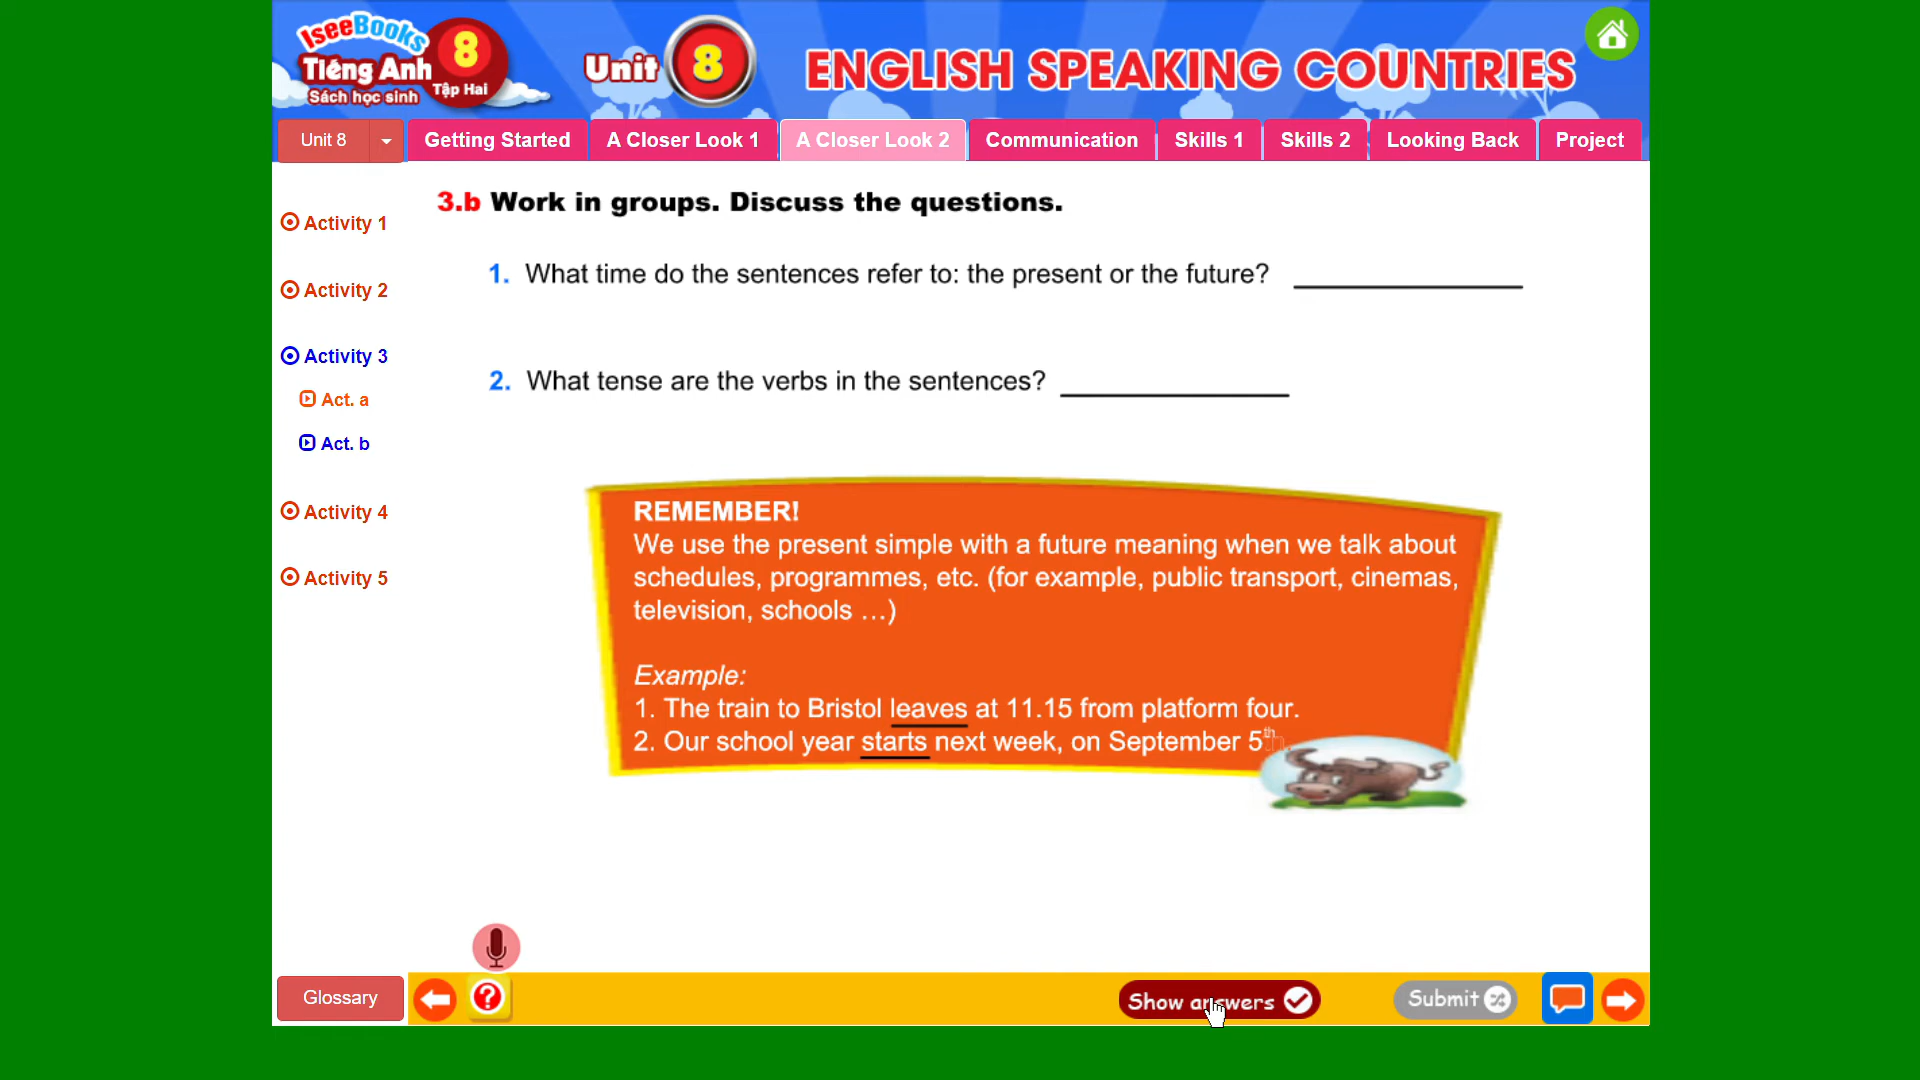 IseeBooks
Tiếng Anh 8
Sách học sinh Tập Hai
Unit 8
ENGLISH SPEAKING COUNTRIES
Unit 8
Getting Started
A Closer Look 1
A Closer Look 2
Communication
Skills 1
Skills 2
Looking Back
Project
Activity 1
Activity 2
Activity 3
Act. a
Act. b
Activity 4
Activity 5
3.b Work in groups. Discuss the questions.
1. What time do the sentences refer to: the present or the future?
2. What tense are the verbs in the sentences?
REMEMBER!
We use the present simple with a future meaning when we talk about
schedules, programmes, etc. (for example, public transport, cinemas,
television, schools …)
Example:
1. The train to Bristol leaves at 11.15 from platform four.
2. Our school year starts next week, on September 5th.
Glossary
?
Show answers
Submit